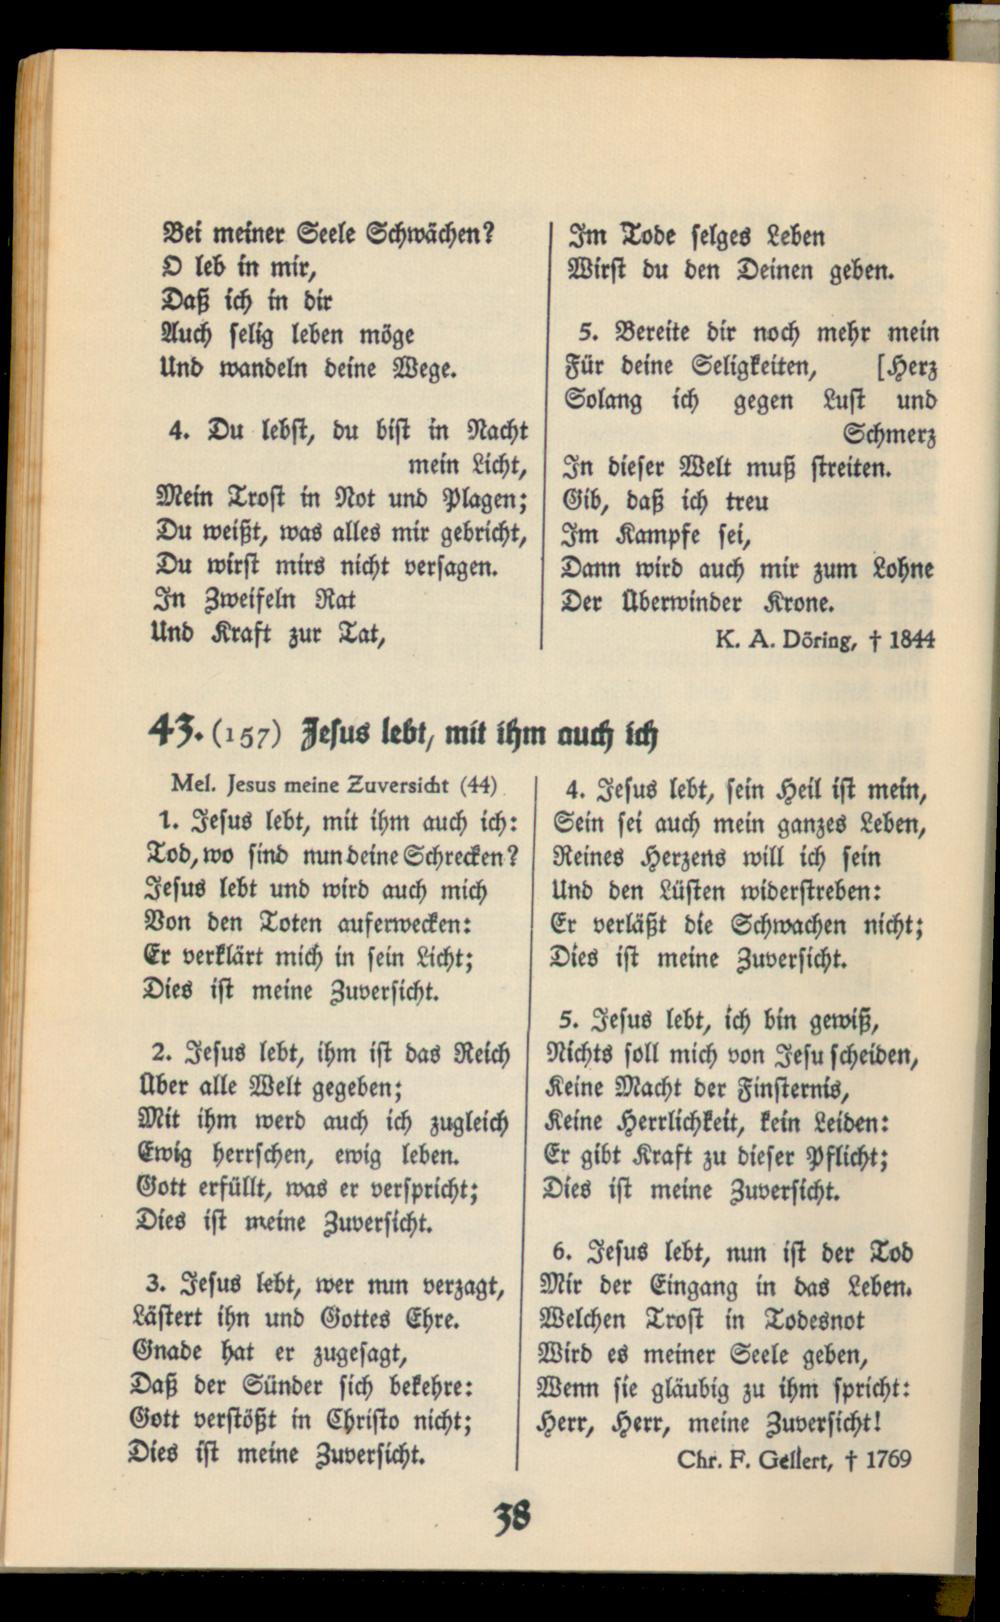 Bei meiner Seele Schwächen?
O leb in mir,
Daß ich in dir
Auch selig leben möge
Und wandeln deine Wege.
4. Du lebst, du bist in Nacht
mein Licht,
Mein Trost in Not und Plagen;
Du weißt, was alles mir gebricht,
Du wirst mirs nicht versagen.
In Zweifeln Rat
Und Kraft zur Tat,
Im Tode selges Leben
Wirst du den Deinen geben.
5. Bereite dir noch mehr mein
Für deine Seligkeiten, [Herz
Solang ich gegen Lust und
Schmerz
In dieser Welt muß streiten.
Gib, daß ich treu
Im Kampfe sei,
Dann wird auch mir zum Lohne
Der Überwinder Krone.
K. A. Döring, † 1844
43. (157) Jesus lebt, mit ihm auch ich
Mel. Jesus meine Zuversicht (44)
1. Jesus lebt, mit ihm auch ich:
Tod, wo sind nun deine Schrecken?
Jesus lebt und wird auch mich
Von den Toten auferwecken:
Er verklärt mich in sein Licht;
Dies ist meine Zuversicht.
2. Jesus lebt, ihm ist das Reich
Über alle Welt gegeben;
Mit ihm werd auch ich zugleich
Ewig herrschen, ewig leben.
Gott erfüllt, was er verspricht;
Dies ist meine Zuversicht.
3. Jesus lebt, wer nun verzagt,
Lästert ihn und Gottes Ehre.
Gnade hat er zugesagt,
Daß der Sünder sich bekehre:
Gott verstößt in Christo nicht;
Dies ist meine Zuversicht.
4. Jesus lebt, sein Heil ist mein,
Sein sei auch mein ganzes Leben,
Reines Herzens will ich sein
Und den Lüsten widerstreben:
Er verläßt die Schwachen nicht;
Dies ist meine Zuversicht.
5. Jesus lebt, ich bin gewiß,
Nichts soll mich von Jesu scheiden,
Keine Macht der Finsternis,
Keine Herrlichkeit, kein Leiden:
Er gibt Kraft zu dieser Pflicht;
Dies ist meine Zuversicht.
6. Jesus lebt, nun ist der Tod
Mir der Eingang in das Leben.
Welchen Trost in Todesnot
Wird es meiner Seele geben,
Wenn sie gläubig zu ihm spricht:
Herr, Herr, meine Zuversicht!
Chr. F. Gellert, † 1769
38